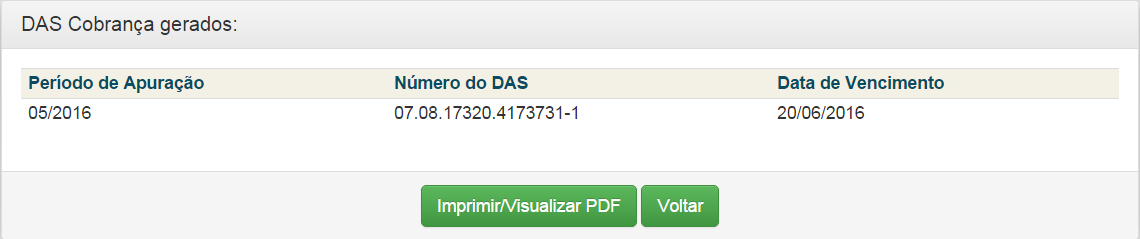 DAS Cobrança gerados:
Período de Apuração Número do DAS Data de Vencimento
05/2016 07.08.17320.4173731-1 20/06/2016
Imprimir/Visualizar PDF Voltar